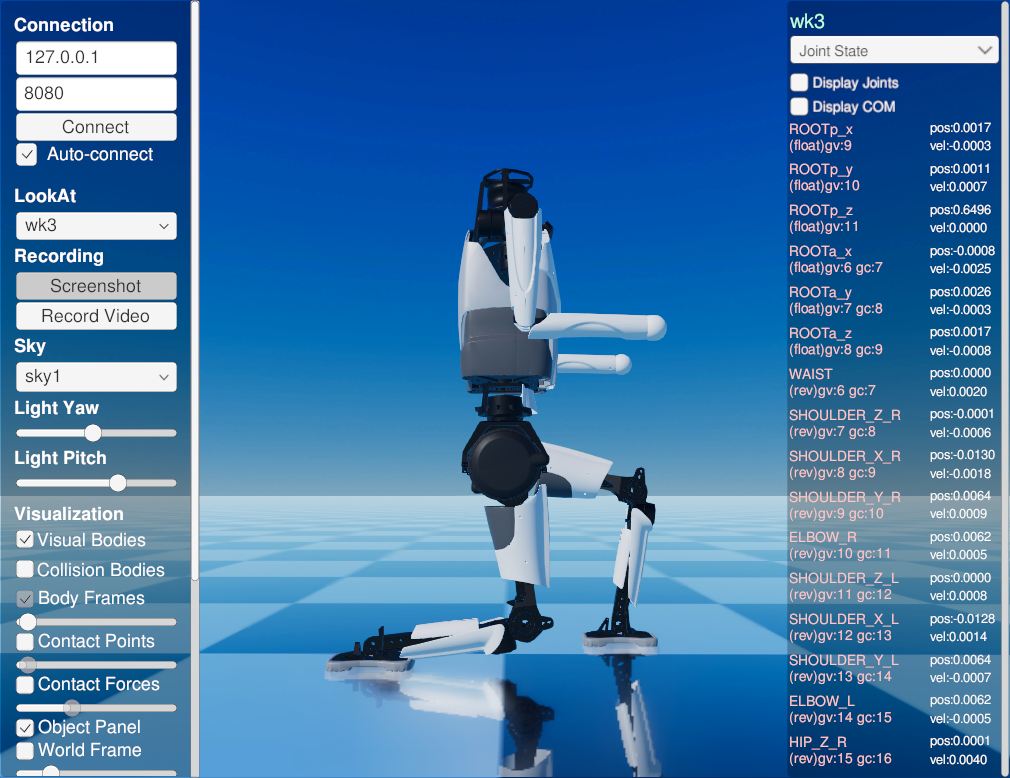 Connection
127.0.0.1
8080
Connect
Auto-connect
LookAt
wk3
Recording
Screenshot
Record Video
Sky
sky1
Light Yaw
Light Pitch
Visualization
Visual Bodies
Collision Bodies
Body Frames
Contact Points
Contact Forces
Object Panel
World Frame
wk3
Joint State
Display Joints
Display COM
ROOTp_x pos:0.0017
(float)gv:9 vel:-0.0003
ROOTp_y pos:0.0011
(float)gv:10 vel:0.0007
ROOTp_z pos:0.6496
(float)gv:11 vel:0.0000
ROOTa_x pos:-0.0008
(float)gv:6 gc:7 vel:-0.0025
ROOTa_y pos:0.0026
(float)gv:7 gc:8 vel:-0.0003
ROOTa_z pos:0.0017
(float)gv:8 gc:9 vel:-0.0008
WAIST pos:0.0000
(rev)gv:6 gc:7 vel:0.0020
SHOULDER_Z_R pos:-0.0001
(rev)gv:7 gc:8 vel:-0.0006
SHOULDER_X_R pos:-0.0130
(rev)gv:8 gc:9 vel:-0.0018
SHOULDER_Y_R pos:0.0064
(rev)gv:9 gc:10 vel:0.0009
ELBOW_R pos:0.0062
(rev)gv:10 gc:11 vel:0.0005
SHOULDER_Z_L pos:0.0000
(rev)gv:11 gc:12 vel:0.0008
SHOULDER_X_L pos:-0.0128
(rev)gv:12 gc:13 vel:0.0014
SHOULDER_Y_L pos:0.0064
(rev)gv:13 gc:14 vel:-0.0007
ELBOW_L pos:0.0062
(rev)gv:14 gc:15 vel:-0.0005
HIP_Z_R pos:0.0001
(rev)gv:15 gc:16 vel:0.0040